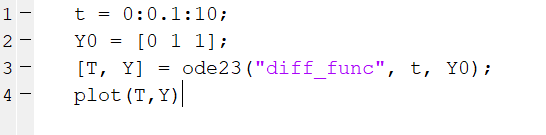 1 – t = 0:0.1:10;
2 – Y0 = [0 1 1];
3 – [T, Y] = ode23("diff_func", t, Y0);
4 – plot(T,Y)